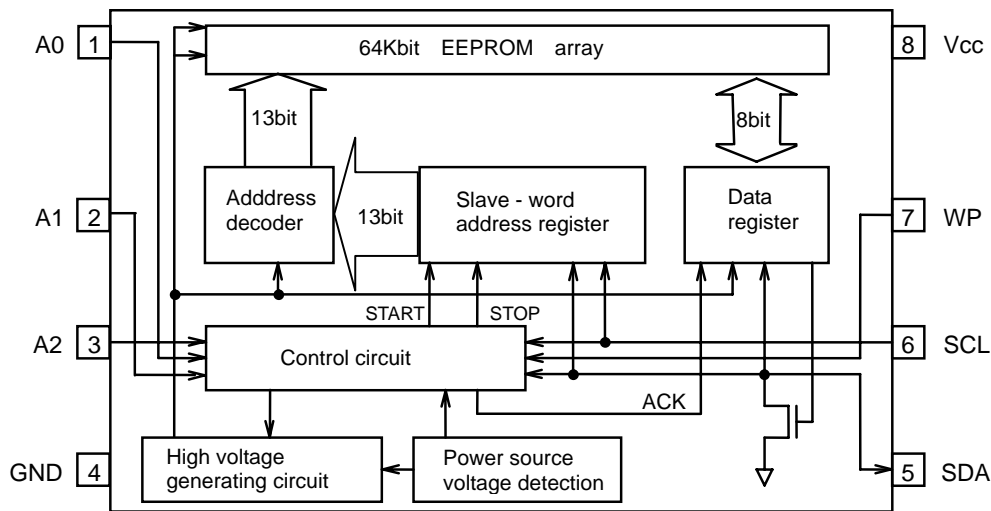 A0
1
64Kbit EEPROM array
8
Vcc
13bit
8bit
A1
2
Adddress
decoder
13bit
Slave - word
address register
Data
register
7
WP
START
STOP
A2
3
Control circuit
6
SCL
ACK
GND
4
High voltage
generating circuit
Power source
voltage detection
5
SDA